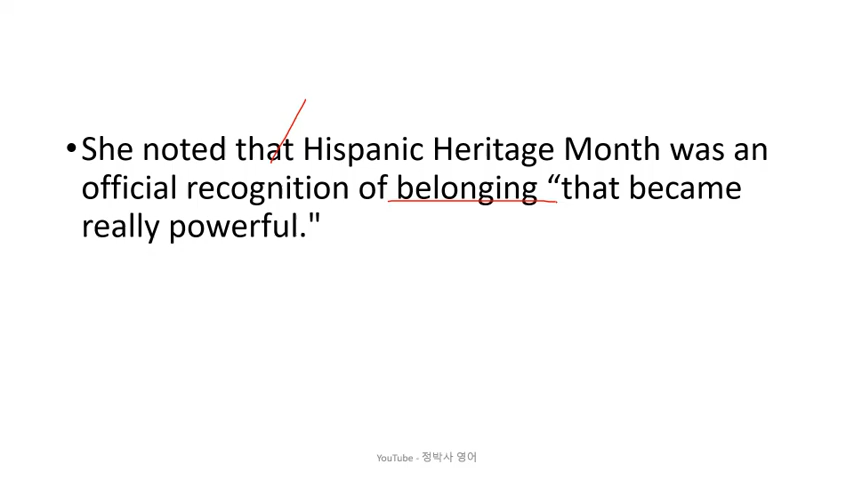 •She noted that Hispanic Heritage Month was an
official recognition of belonging “that became
really powerful."
YouTube - 정박사 영어